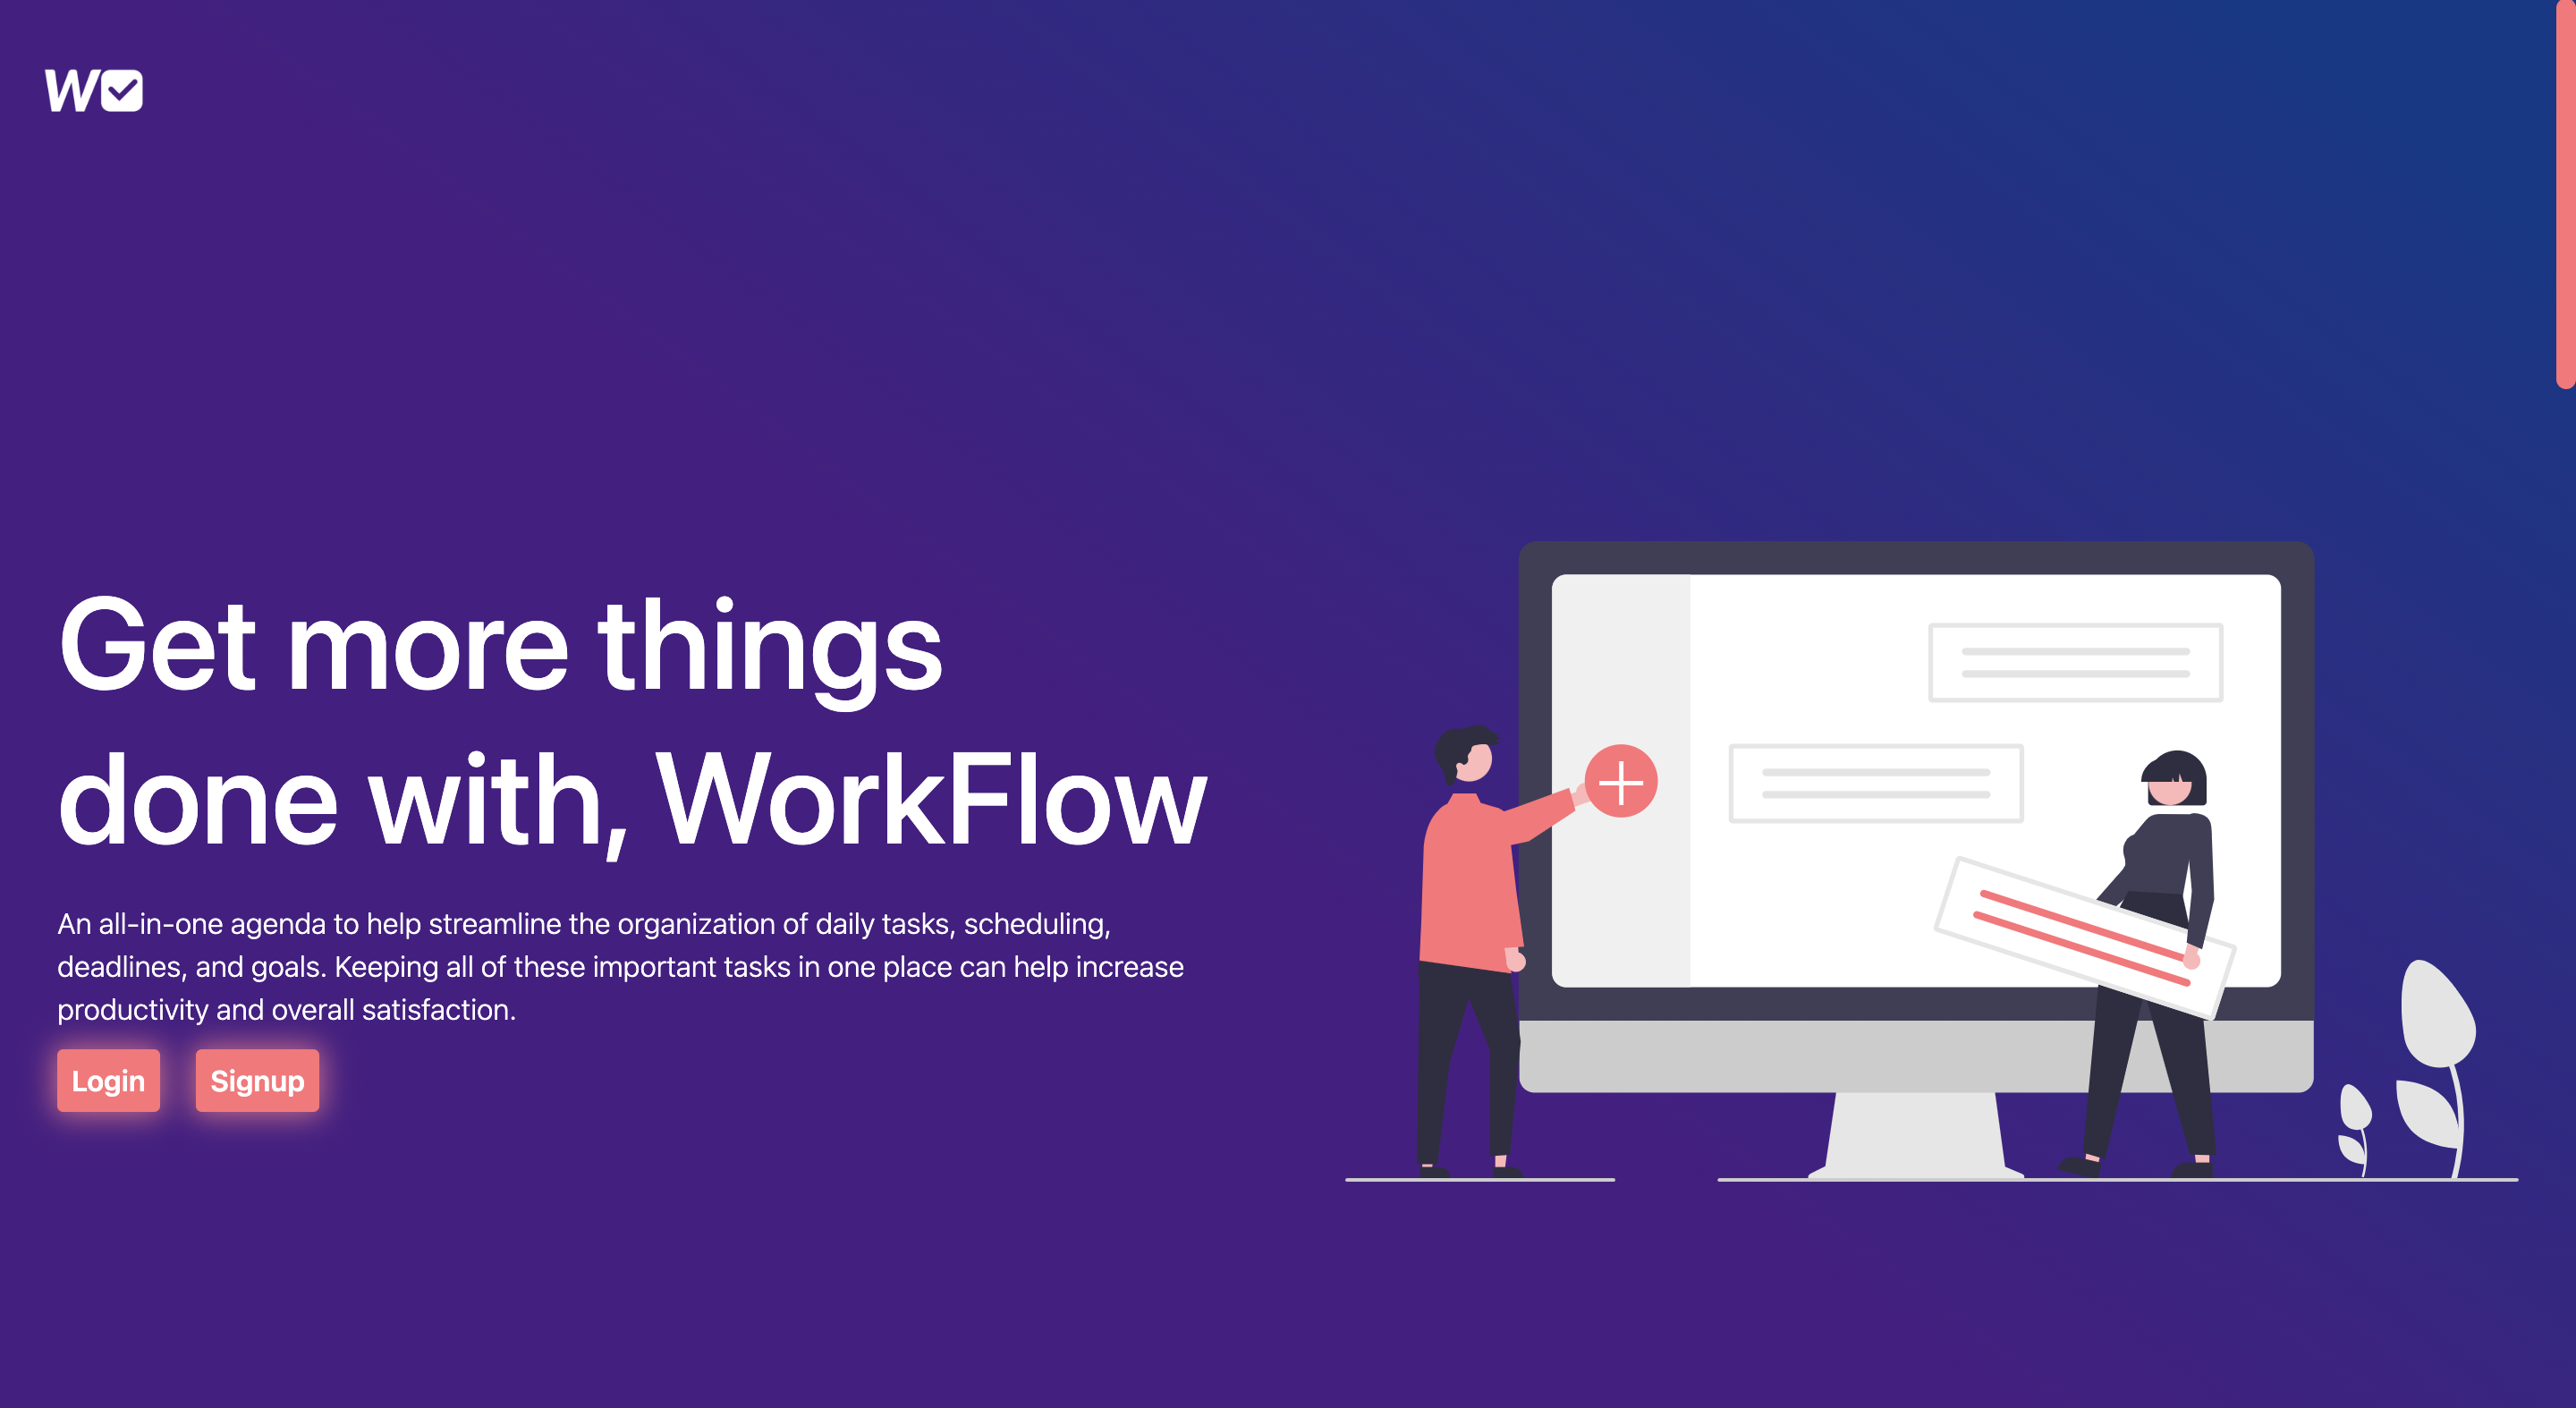 W
Get more things
done with, WorkFlow
An all-in-one agenda to help streamline the organization of daily tasks, scheduling,
deadlines, and goals. Keeping all of these important tasks in one place can help increase
productivity and overall satisfaction.
Login Signup